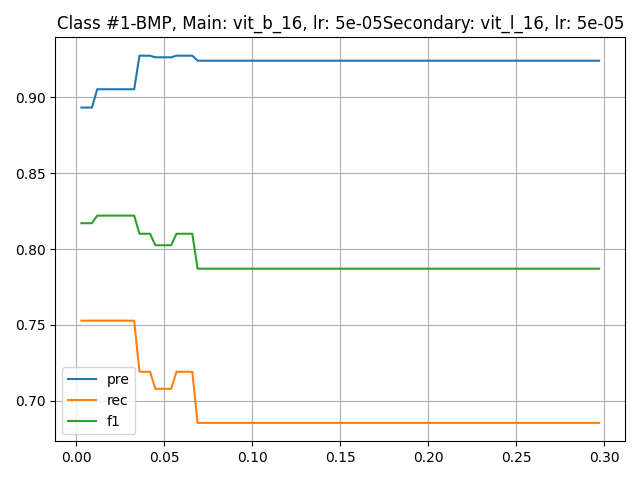 Class #1-BMP, Main: vit_b_16, lr: 5e-05Secondary: vit_l_16, lr: 5e-05
0.90
0.85
0.80
0.75
0.70
pre
rec
f1
0.00 0.05 0.10 0.15 0.20 0.25 0.30